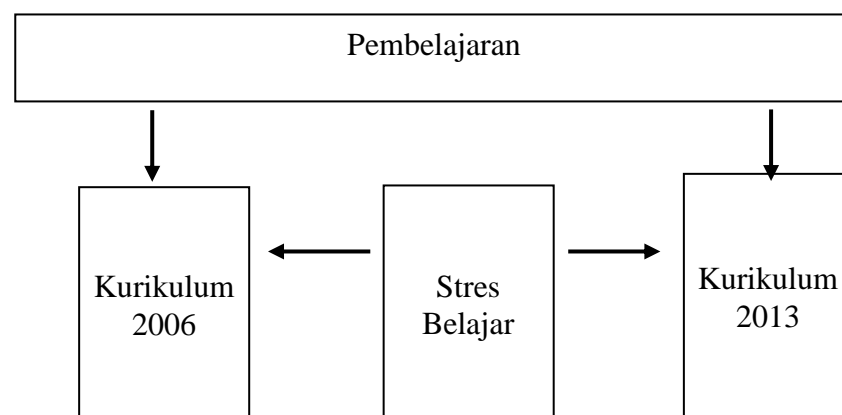 Pembelajaran
Kurikulum
2006
Stres
Belajar
Kurikulum
2013